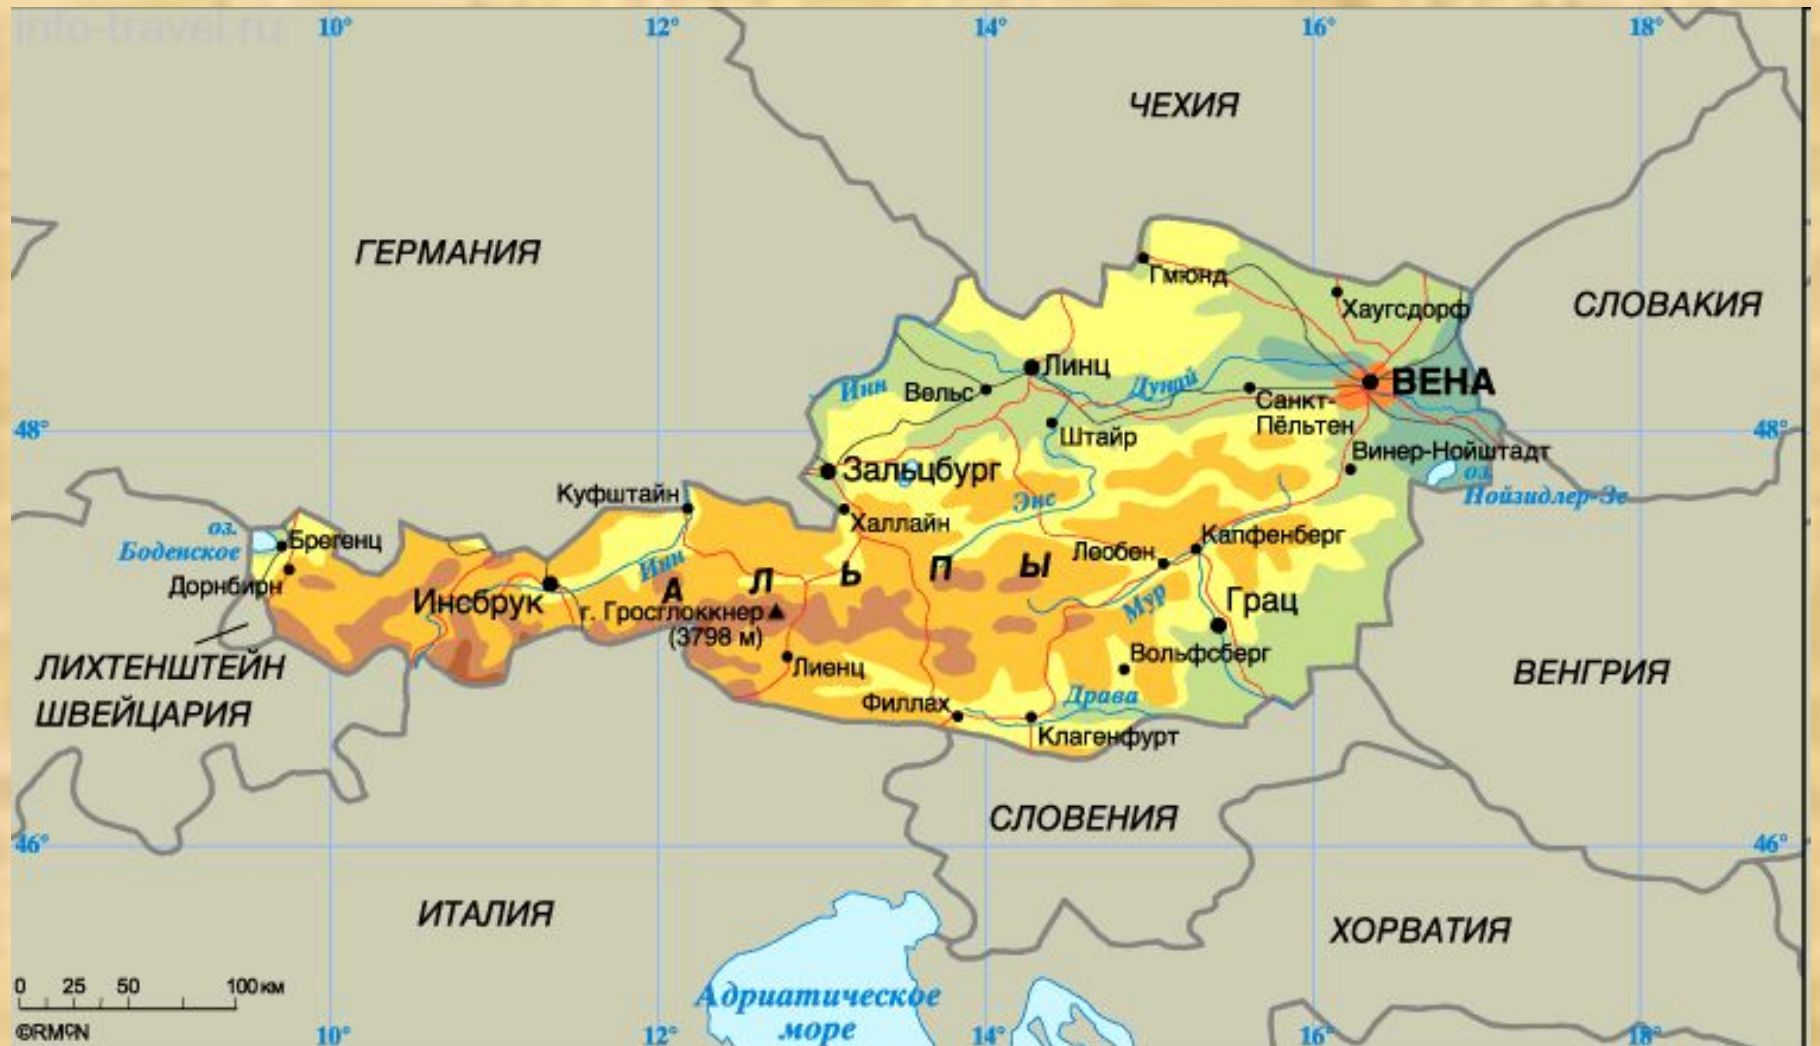 info-travel.ru
10° 12° 14° 16° 18°
ЧЕХИЯ
ГЕРМАНИЯ
СЛОВАКИЯ
Гмюнд
Хаугсдорф
Линц
Дунай
ВЕНА
Инн
Вельс
Санкт-
Пёльтен
48°
48°
Штайр
Винер-Нойштадт
Зальцбург
оз.
Нойзидлер-Зе
Куфштайн
Халлайн
Энс
оз.
Боденское
Брегенц
Капфенберг
Леобен
Инн
АЛЬПЫ
Дорнбирн
Инсбрук
Мур
Грац
г. Гросглоккнер
(3798 м)
Вольфсберг
Лиенц
ЛИХТЕНШТЕЙН
ШВЕЙЦАРИЯ
ВЕНГРИЯ
Драва
Филлах
Клагенфурт
СЛОВЕНИЯ
46°
46°
ИТАЛИЯ
ХОРВАТИЯ
0 25 50 100 км
Адриатическое
море
©RMCN
10° 12° 14° 16° 18°